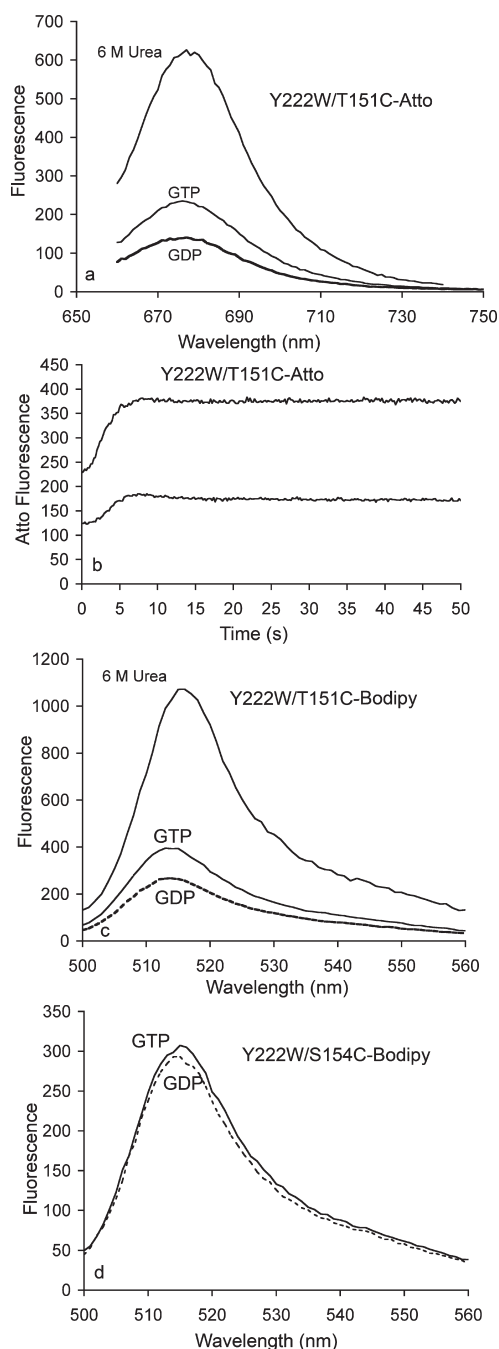 700
600
500
400
300
200
100
0
Fluorescence
6 M Urea
Y222W/T151C-Atto
GTP
GDP
a
650 670 690 710 730 750
Wavelength (nm)
450
400
350
300
250
200
150
100
50
0
Atto Fluorescence
Y222W/T151C-Atto
b
0 5 10 15 20 25 30 35 40 45 50
Time (s)
1200
1000
800
600
400
200
0
Fluorescence
6 M Urea
Y222W/T151C-Bodipy
GTP
GDP
c
500 510 520 530 540 550 560
Wavelength (nm)
350
300
250
200
150
100
50
0
Fluorescence
Y222W/S154C-Bodipy
GTP
GDP
d
500 510 520 530 540 550 560
Wavelength (nm)